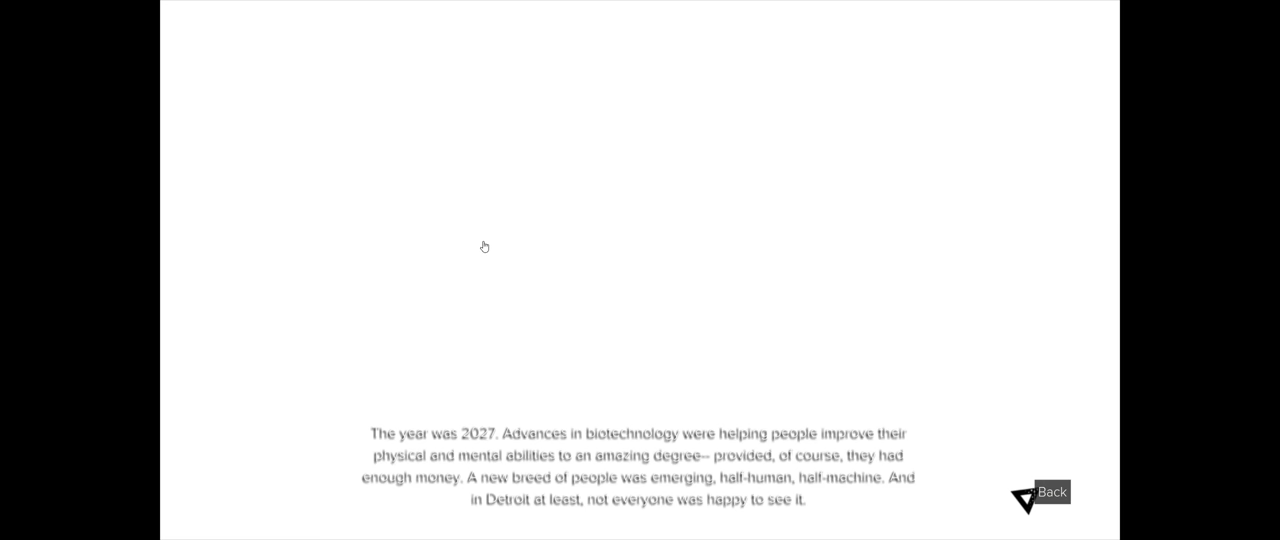 The year was 2027. Advances in biotechnology were helping people improve their
physical and mental abilities to an amazing degree-- provided, of course, they had
enough money. A new breed of people was emerging, half-human, half-machine. And
in Detroit at least, not everyone was happy to see it.
Back